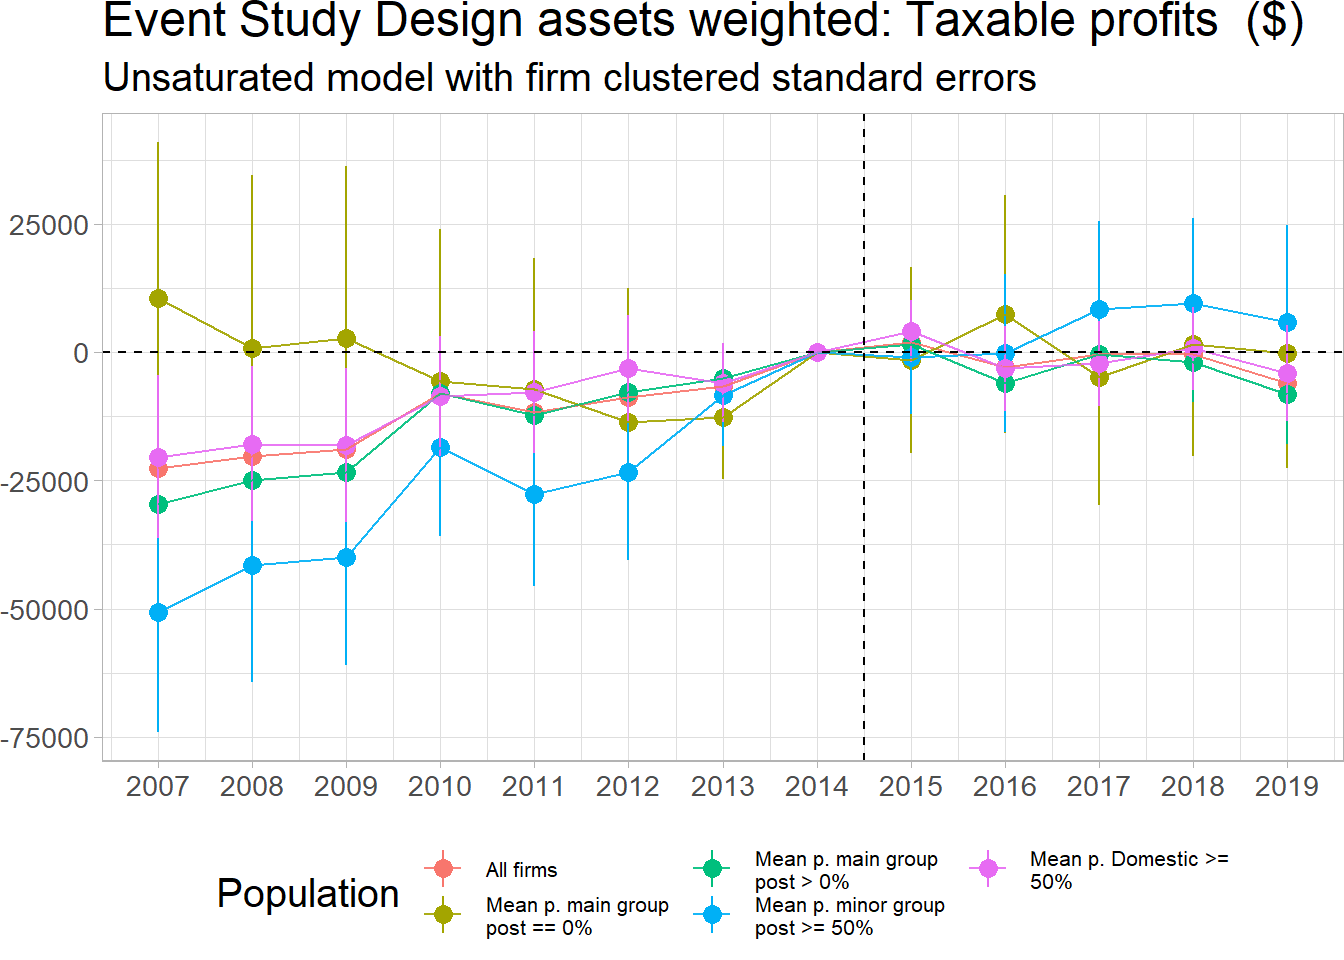 Event Study Design assets weighted: Taxable profits  ($)
Unsaturated model with firm clustered standard errors
25000
0
-25000
-50000
-75000
2007 2008 2009 2010 2011 2012 2013 2014 2015 2016 2017 2018 2019
Population
All firms
Mean p. main group
post == 0%
Mean p. main group
post > 0%
Mean p. minor group
post >= 50%
Mean p. Domestic >=
50%